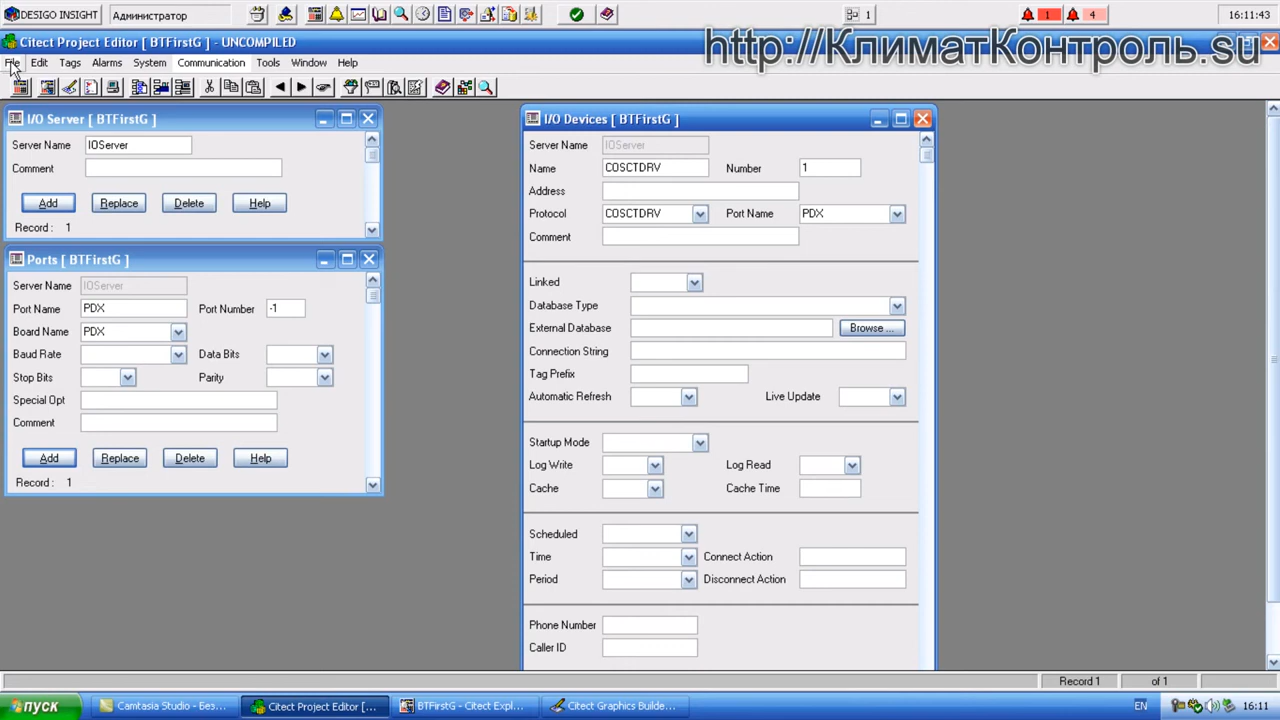 DESIGO INSIGHT Администратор 1 1 4 16:11:43
Citect Project Editor [ BTFirstG ] - UNCOMPILED
http://КлиматКонтроль.su
File Edit Tags Alarms System Communication Tools Window Help
I/O Server [ BTFirstG ]
Server Name IOServer
Comment
Add Replace Delete Help
Record : 1
Ports [ BTFirstG ]
Server Name IOServer
Port Name PDX Port Number -1
Board Name PDX
Baud Rate Data Bits
Stop Bits Parity
Special Opt
Comment
Add Replace Delete Help
Record : 1
I/O Devices [ BTFirstG ]
Server Name IOServer
Name COSCTDRV Number 1
Address
Protocol COSCTDRV Port Name PDX
Comment
Linked
Database Type
External Database Browse ...
Connection String
Tag Prefix
Automatic Refresh Live Update
Startup Mode
Log Write Log Read
Cache Cache Time
Scheduled
Time Connect Action
Period Disconnect Action
Phone Number
Caller ID
Record 1 of 1
пуск Camtasia Studio - Без... Citect Project Editor [... BTFirstG - Citect Expl... Citect Graphics Builde... EN 16:11